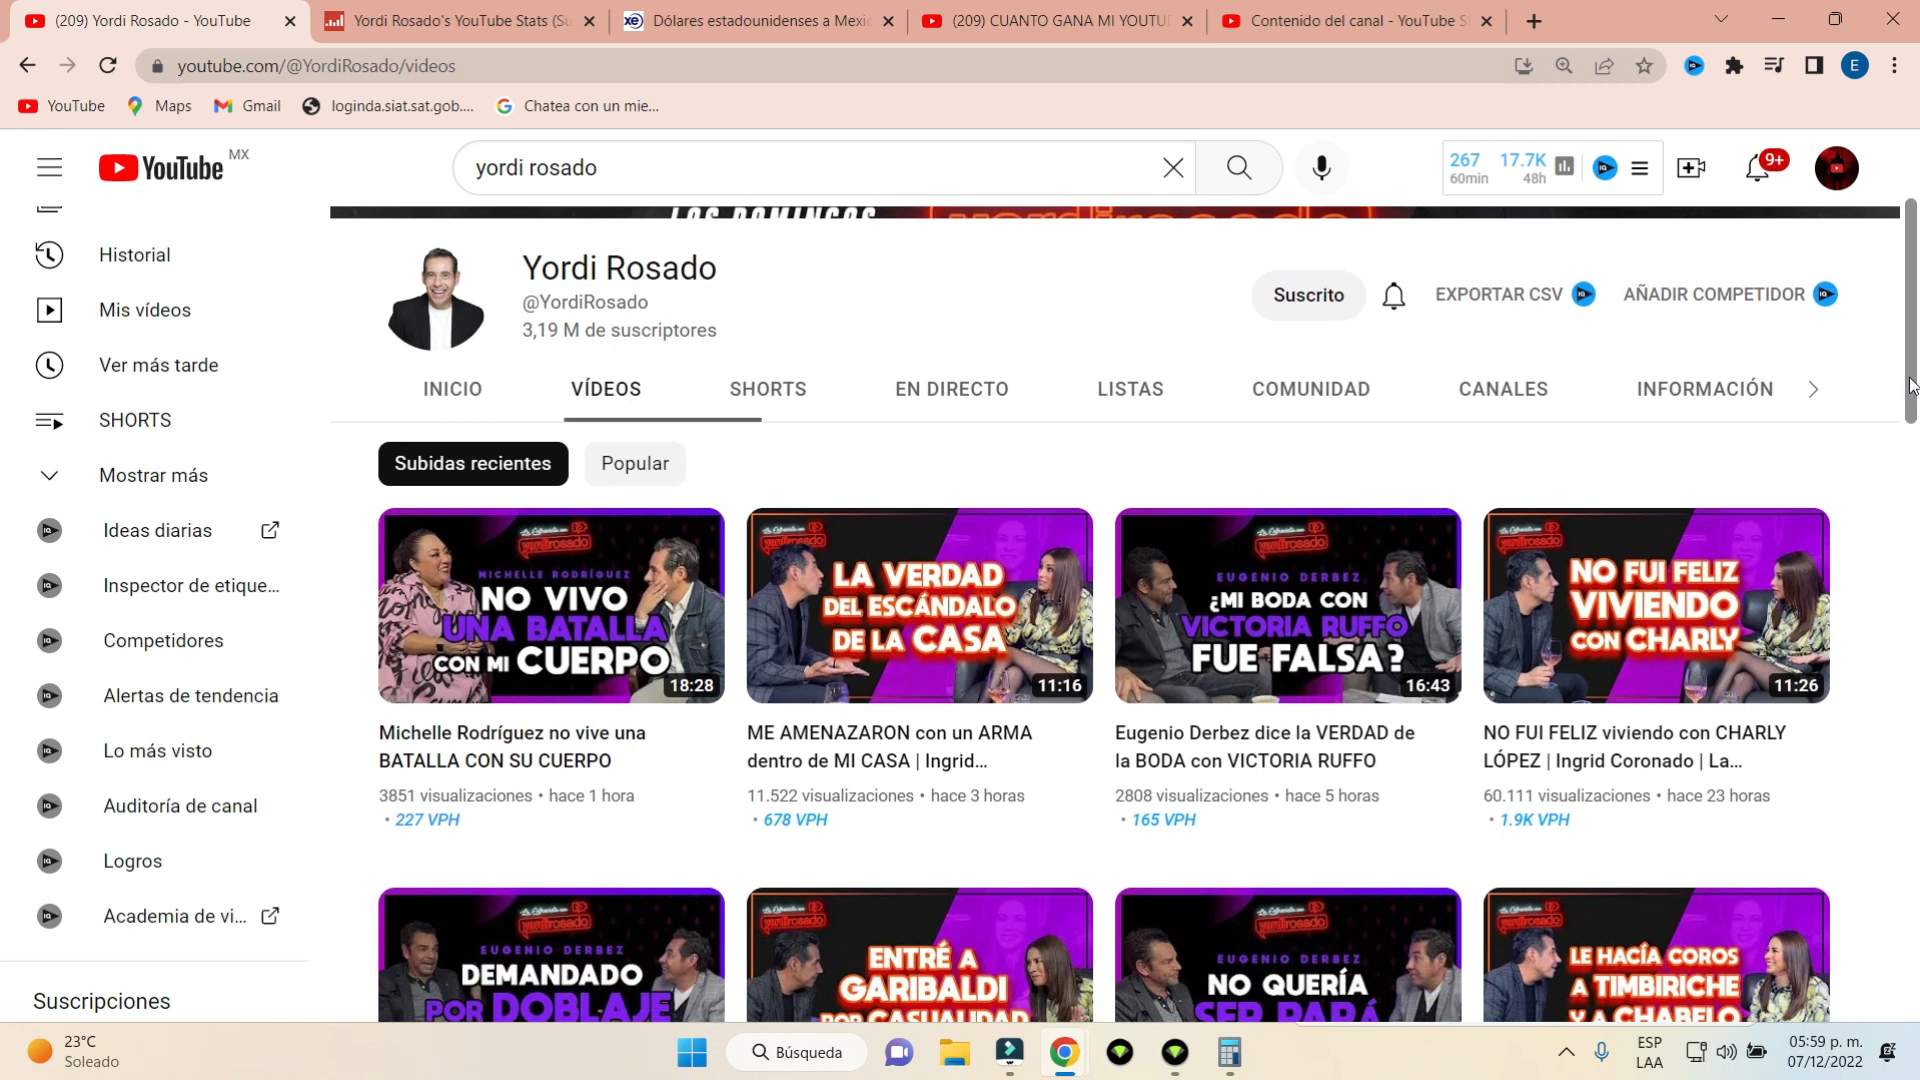 (209) Yordi Rosado - YouTube
Yordi Rosado's YouTube Stats (Su
Dólares estadounidenses a Mexic
(209) CUANTO GANA MI YOUTU
Contenido del canal - YouTube S
youtube.com/@YordiRosado/videos
E
YouTube
Maps
Gmail
loginda.siat.sat.gob....
Chatea con un mie...
YouTube MX
yordi rosado
267 60min
17.7K 48h
9+
LOS DOMINGOS yordirosado
Historial
Mis vídeos
Ver más tarde
SHORTS
Mostrar más
Ideas diarias
Inspector de etique...
Competidores
Alertas de tendencia
Lo más visto
Auditoría de canal
Logros
Academia de vi...
Suscripciones
Yordi Rosado
@YordiRosado
3,19 M de suscriptores
Suscrito
EXPORTAR CSV
AÑADIR COMPETIDOR
INICIO
VÍDEOS
SHORTS
EN DIRECTO
LISTAS
COMUNIDAD
CANALES
INFORMACIÓN
Subidas recientes
Popular
yordirosado
MICHELLE RODRÍGUEZ
NO VIVO
UNA BATALLA
CON MI CUERPO
18:28
yordirosado
LA VERDAD
DEL ESCÁNDALO
DE LA CASA
11:16
yordirosado
EUGENIO DERBEZ
¿MI BODA CON
VICTORIA RUFFO
FUE FALSA?
16:43
yordirosado
NO FUI FELIZ
VIVIENDO
CON CHARLY
11:26
Michelle Rodríguez no vive una
BATALLA CON SU CUERPO
3851 visualizaciones • hace 1 hora
• 227 VPH
ME AMENAZARON con un ARMA
dentro de MI CASA | Ingrid...
11.522 visualizaciones • hace 3 horas
• 678 VPH
Eugenio Derbez dice la VERDAD de
la BODA con VICTORIA RUFFO
2808 visualizaciones • hace 5 horas
• 165 VPH
NO FUI FELIZ viviendo con CHARLY
LÓPEZ | Ingrid Coronado | La...
60.111 visualizaciones • hace 23 horas
• 1.9K VPH
yordirosado
EUGENIO DERBEZ
DEMANDADO
POR DOBLAJE
yordirosado
ENTRÉ A
GARIBALDI
POR CASUALIDAD
yordirosado
EUGENIO DERBEZ
NO QUERÍA
SER PAPÁ
yordirosado
LE HACÍA COROS
A TIMBIRICHE
Y A CHABELO
23°C
Soleado
Búsqueda
ESP
LAA
05:59 p. m.
07/12/2022